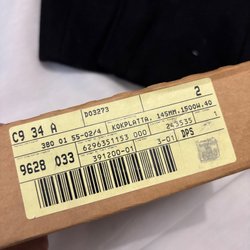 D03273 2
C9 34 A KOKPLATTA, 145MM,1500W,40
380 01 55-02/4 6296351153 000 243535
3-01
9628 033 391200-01 DPS